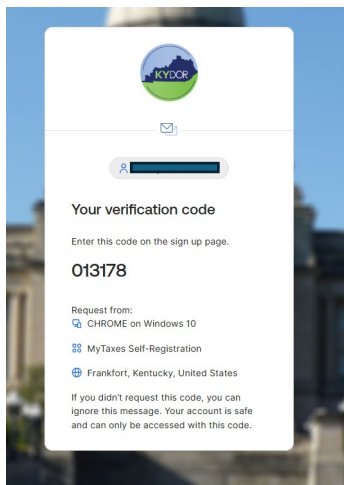 KYDOR
Your verification code
Enter this code on the sign up page.
013178
Request from:
CHROME on Windows 10
MyTaxes Self-Registration
Frankfort, Kentucky, United States
If you didn't request this code, you can
ignore this message. Your account is safe
and can only be accessed with this code.